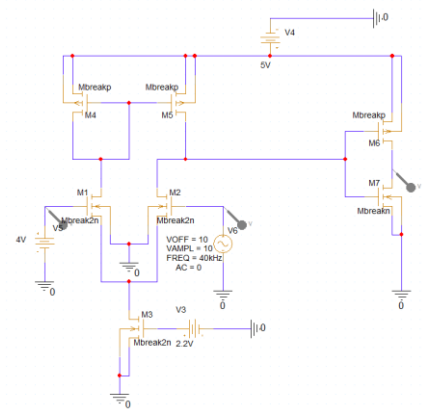 V4
0
5V
Mbreakp
M4
Mbreakp
M5
Mbreakp
M6
M7
Mbreakn
V
M1
Mbreak2n
V5
4V
0
M2
Mbreak2n
V6
V
V
VOFF = 10
VAMPL = 10
FREQ = 40kHz
AC = 0
0
0
0
M3
Mbreak2n
V3
2.2V
0
0